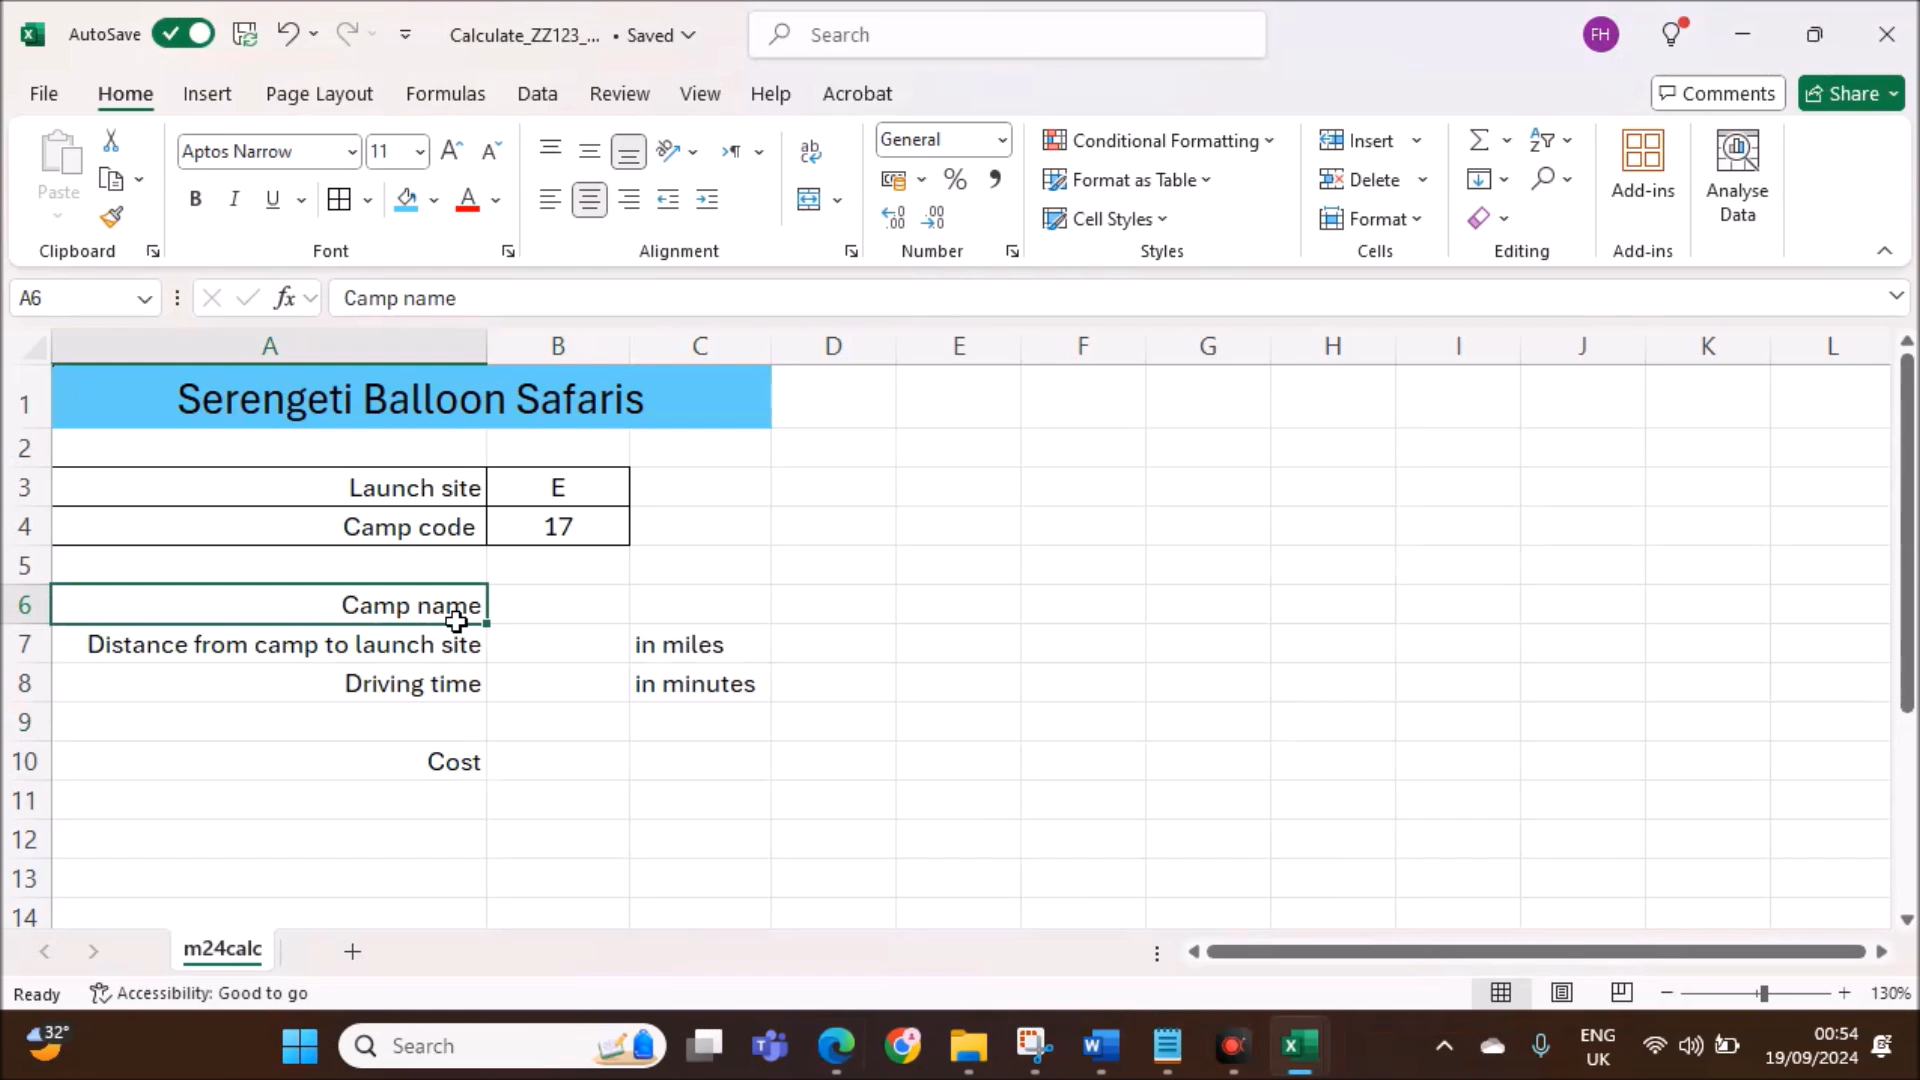 AutoSave Calculate_ZZ123_... • Saved Search FH
File Home Insert Page Layout Formulas Data Review View Help Acrobat Comments Share
Paste Aptos Narrow 11 General Conditional Formatting Insert
Format as Table Delete Add-ins Analyse Data
B I U A Cell Styles Format
Clipboard Font Alignment Number Styles Cells Editing Add-ins
A6 fx Camp name
A B C D E F G H I J K L
1 Serengeti Balloon Safaris
2
3 Launch site E
4 Camp code 17
5
6 Camp name
7 Distance from camp to launch site in miles
8 Driving time in minutes
9
10 Cost
11
12
13
14
m24calc
Ready Accessibility: Good to go 130%
32° Search ENG 00:54
UK 19/09/2024